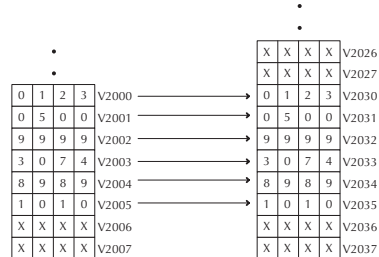 X X X X V2026
X X X X V2027
0 1 2 3 V2000 0 1 2 3 V2030
0 5 0 0 V2001 0 5 0 0 V2031
9 9 9 9 V2002 9 9 9 9 V2032
3 0 7 4 V2003 3 0 7 4 V2033
8 9 8 9 V2004 8 9 8 9 V2034
1 0 1 0 V2005 1 0 1 0 V2035
X X X X V2006 X X X X V2036
X X X X V2007 X X X X V2037